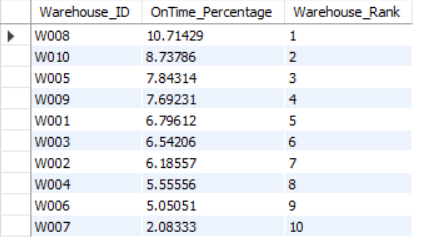 Warehouse_ID OnTime_Percentage Warehouse_Rank
W008 10.71429 1
W010 8.73786 2
W005 7.84314 3
W009 7.69231 4
W001 6.79612 5
W003 6.54206 6
W002 6.18557 7
W004 5.55556 8
W006 5.05051 9
W007 2.08333 10